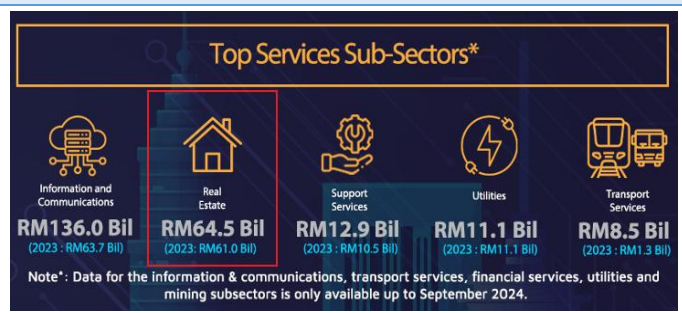 Top Services Sub-Sectors*
Information and
Communications
RM136.0 Bil
(2023 : RM63.7 Bil)
Real
Estate
RM64.5 Bil
(2023: RM61.0 Bil)
Support
Services
RM12.9 Bil
(2023 : RM10.5 Bil)
Utilities
RM11.1 Bil
(2023 : RM11.1 Bil)
Transport
Services
RM8.5 Bil
(2023 : RM1.3 Bil)
Note*: Data for the information & communications, transport services, financial services, utilities and
mining subsectors is only available up to September 2024.